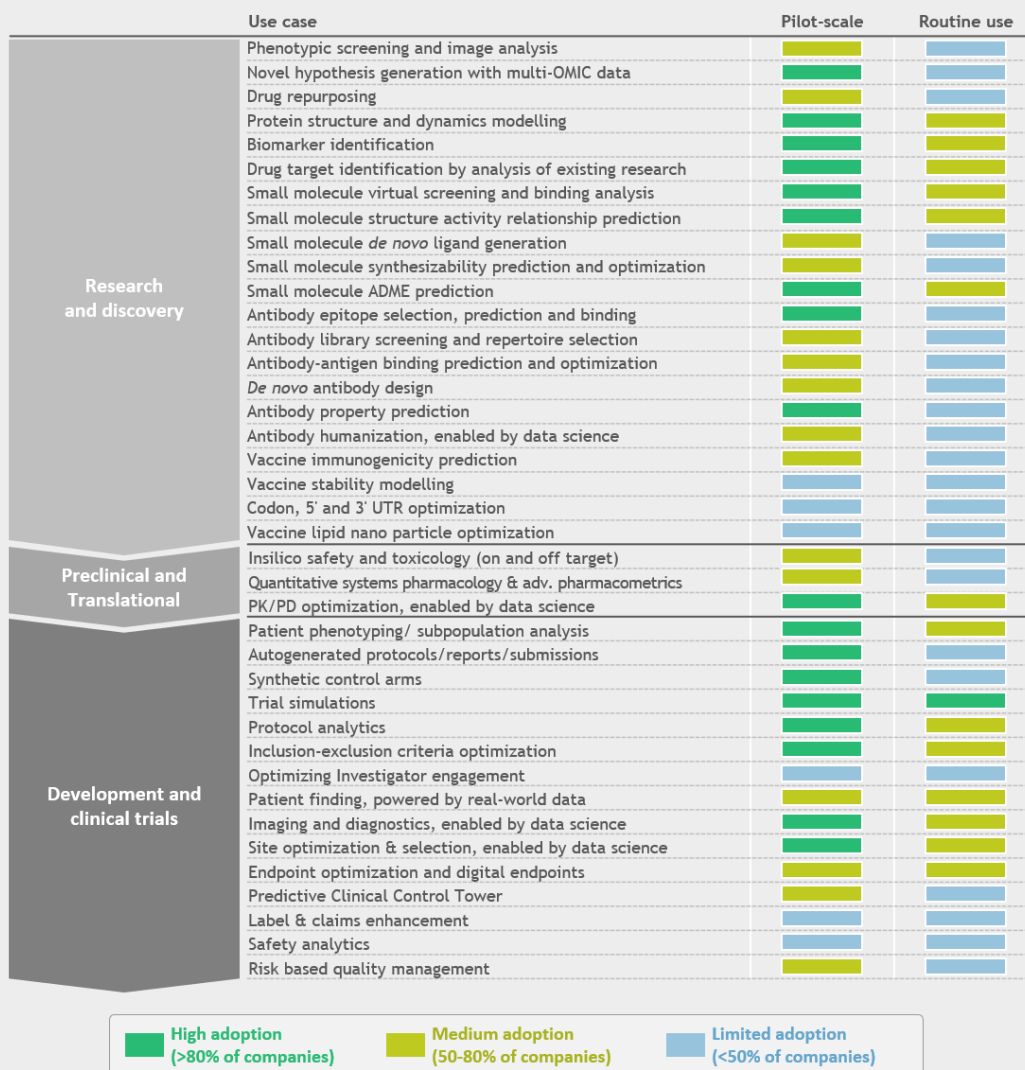 Use case Pilot-scale Routine use
Research
and discovery
Phenotypic screening and image analysis
Novel hypothesis generation with multi-OMIC data
Drug repurposing
Protein structure and dynamics modelling
Biomarker identification
Drug target identification by analysis of existing research
Small molecule virtual screening and binding analysis
Small molecule structure activity relationship prediction
Small molecule de novo ligand generation
Small molecule synthesizability prediction and optimization
Small molecule ADME prediction
Antibody epitope selection, prediction and binding
Antibody library screening and repertoire selection
Antibody-antigen binding prediction and optimization
De novo antibody design
Antibody property prediction
Antibody humanization, enabled by data science
Vaccine immunogenicity prediction
Vaccine stability modelling
Codon, 5' and 3' UTR optimization
Vaccine lipid nano particle optimization
Preclinical and
Translational
Insilico safety and toxicology (on and off target)
Quantitative systems pharmacology & adv. pharmacometrics
PK/PD optimization, enabled by data science
Development and
clinical trials
Patient phenotyping/ subpopulation analysis
Autogenerated protocols/reports/submissions
Synthetic control arms
Trial simulations
Protocol analytics
Inclusion-exclusion criteria optimization
Optimizing Investigator engagement
Patient finding, powered by real-world data
Imaging and diagnostics, enabled by data science
Site optimization & selection, enabled by data science
Endpoint optimization and digital endpoints
Predictive Clinical Control Tower
Label & claims enhancement
Safety analytics
Risk based quality management
High adoption
(>80% of companies)
Medium adoption
(50-80% of companies)
Limited adoption
(<50% of companies)